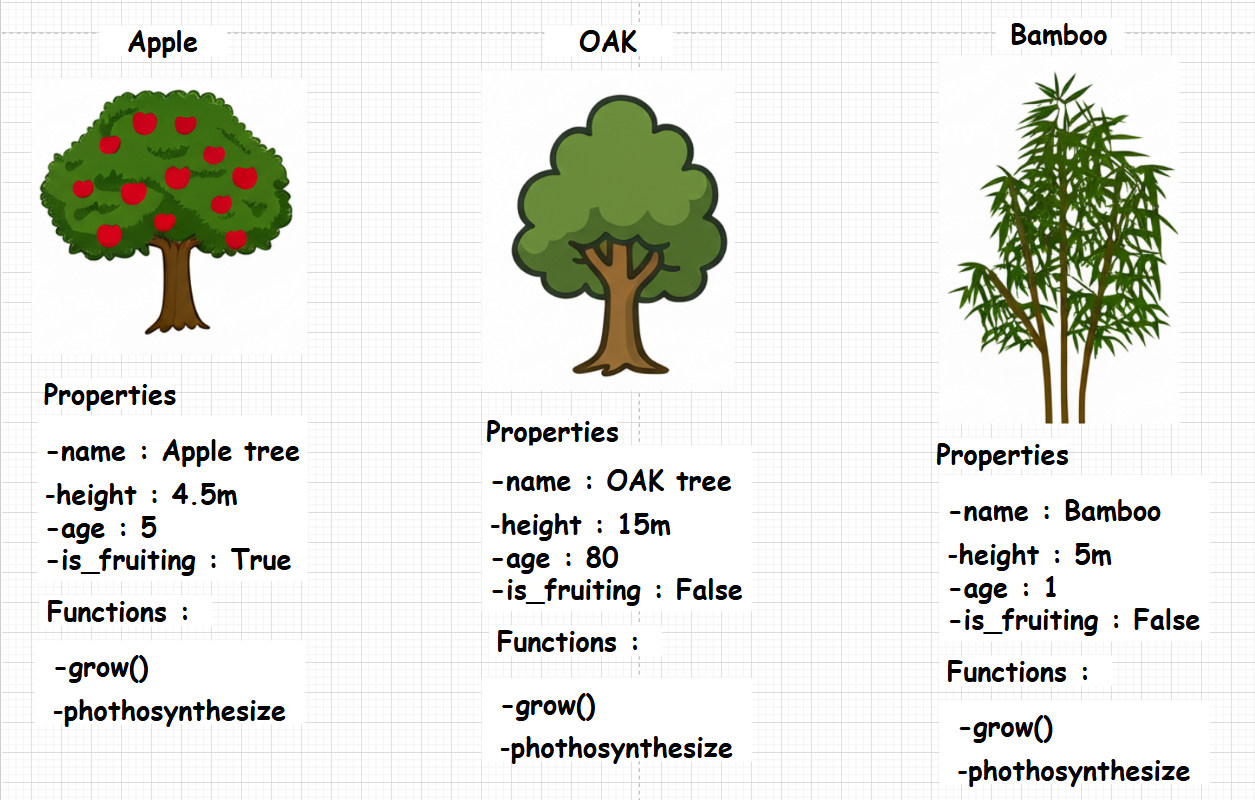 Apple
Properties
-name : Apple tree
-height : 4.5m
-age : 5
-is_fruiting : True
Functions :
-grow()
-phothosynthesize
OAK
Properties
-name : OAK tree
-height : 15m
-age : 80
-is_fruiting : False
Functions :
-grow()
-phothosynthesize
Bamboo
Properties
-name : Bamboo
-height : 5m
-age : 1
-is_fruiting : False
Functions :
-grow()
-phothosynthesize